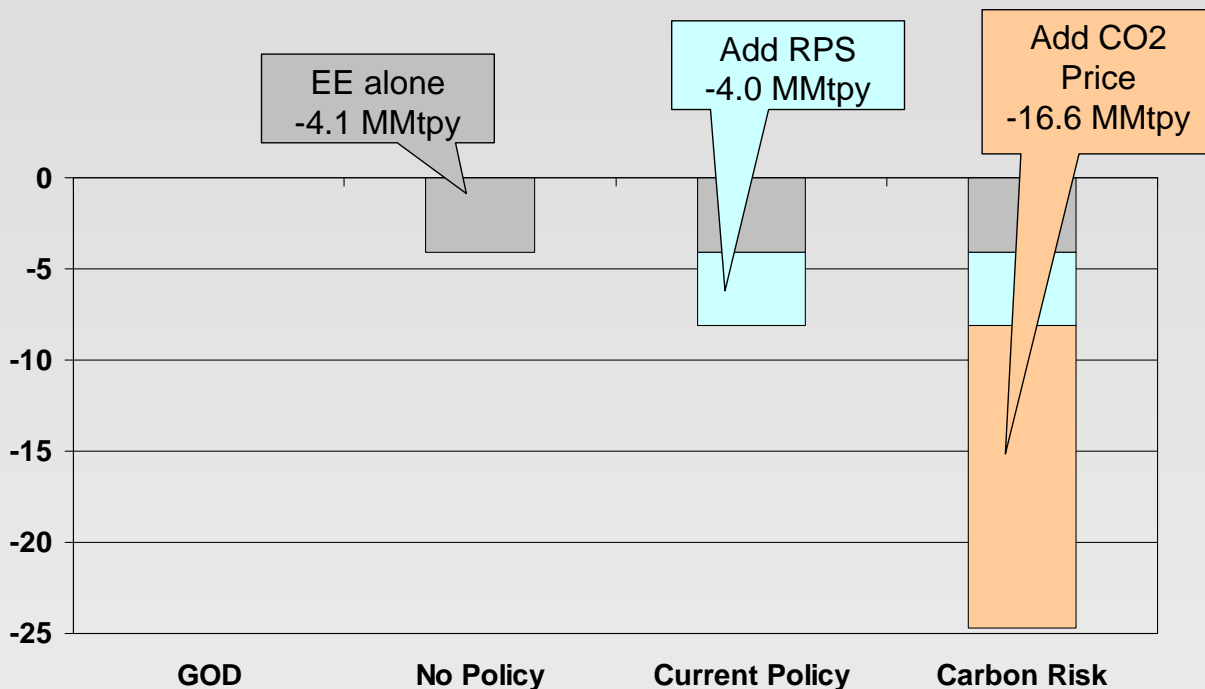 EE alone
-4.1 MMtpy
Add RPS
-4.0 MMtpy
Add CO2
Price
-16.6 MMtpy
0
-5
-10
-15
-20
-25
GOD
No Policy
Current Policy
Carbon Risk